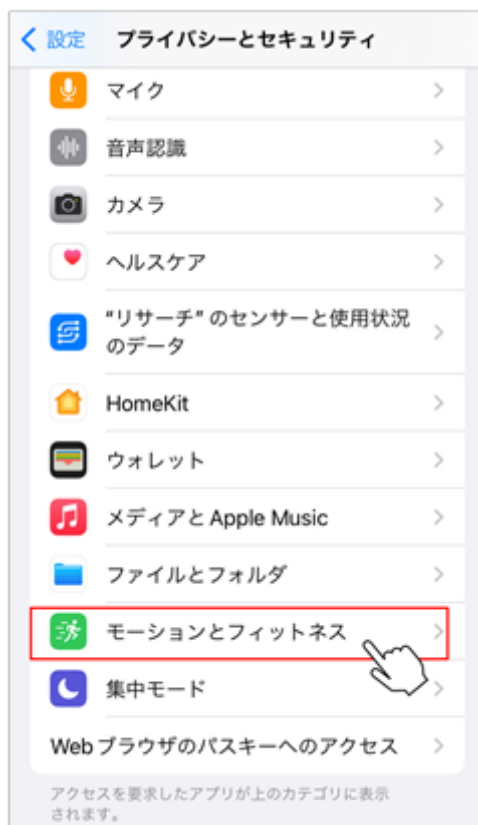 設定 プライバシーとセキュリティ
マイク
音声認識
カメラ
ヘルスケア
“リサーチ” のセンサーと使用状況
のデータ
HomeKit
ウォレット
メディアと Apple Music
ファイルとフォルダ
モーションとフィットネス
集中モード
Web ブラウザのパスキーへのアクセス
アクセスを要求したアプリが上のカテゴリに表示
されます。